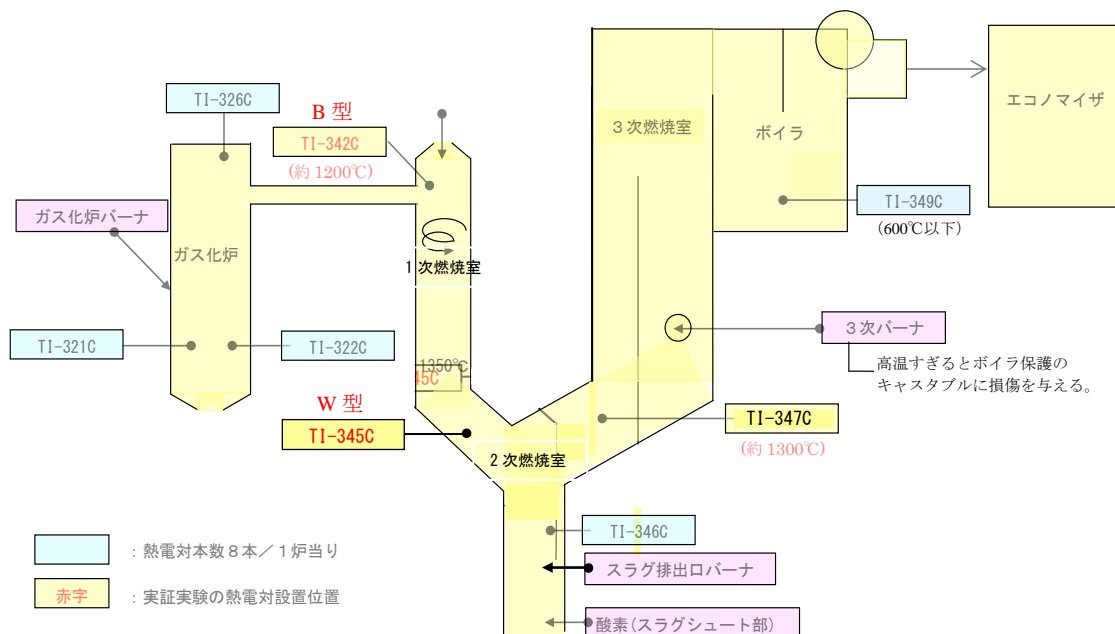 TI-326C
B 型
TI-342C
(約 1200℃)
3次燃焼室
ボイラ
エコノマイザ
TI-349C
(600℃以下)
ガス化炉バーナ
ガス化炉
1次燃焼室
3次バーナ
高温すぎるとボイラ保護の
キャスタブルに損傷を与える。
TI-321C
TI-322C
1350℃
45C
W 型
TI-345C
TI-347C
(約 1300℃)
2次燃焼室
TI-346C
スラグ排出口バーナ
酸素(スラグシュート部)
:熱電対本数8本/1炉当り
赤字
:実証実験の熱電対設置位置